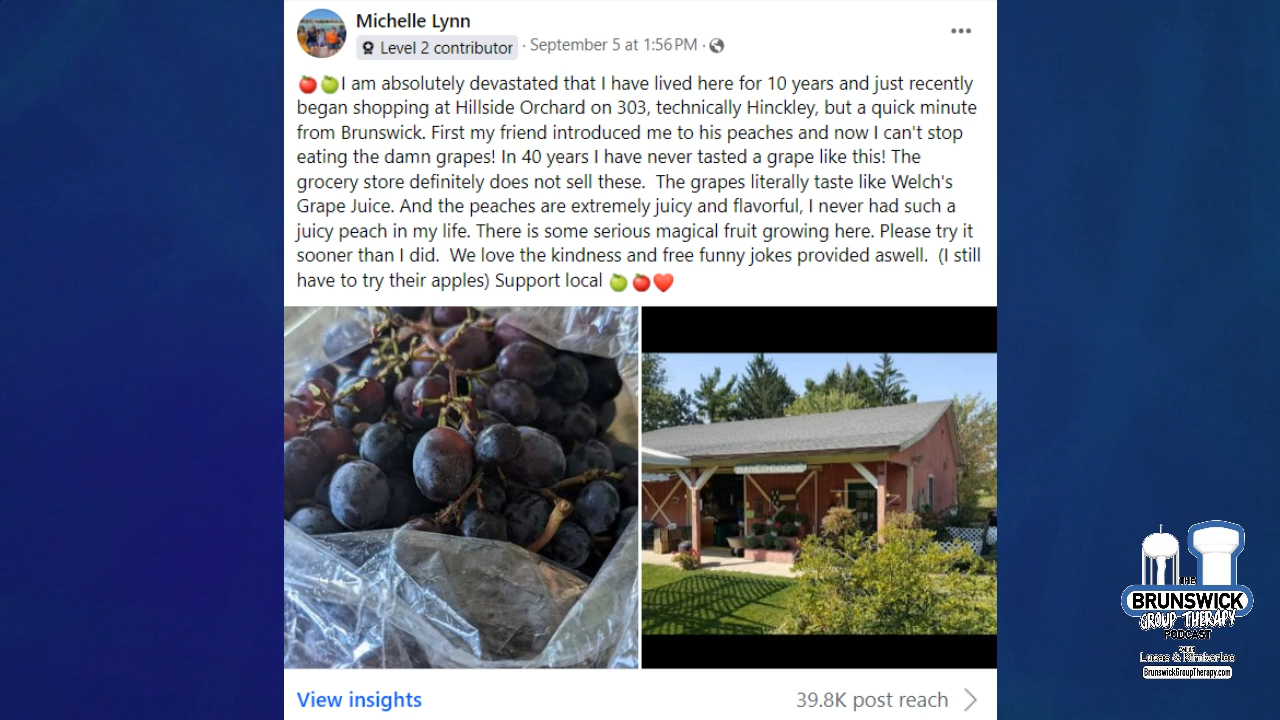 Michelle Lynn
Level 2 contributor · September 5 at 1:56 PM ·
🍎🍏I am absolutely devastated that I have lived here for 10 years and just recently
began shopping at Hillside Orchard on 303, technically Hinckley, but a quick minute
from Brunswick. First my friend introduced me to his peaches and now I can't stop
eating the damn grapes! In 40 years I have never tasted a grape like this! The
grocery store definitely does not sell these.  The grapes literally taste like Welch's
Grape Juice. And the peaches are extremely juicy and flavorful, I never had such a
juicy peach in my life. There is some serious magical fruit growing here. Please try it
sooner than I did.  We love the kindness and free funny jokes provided aswell.  (I still
have to try their apples) Support local 🍏🍎❤️
View insights
39.8K post reach
THE
BRUNSWICK
GROUP THERAPY
PODCAST
Lucas & Kimberlee
BrunswickGroupTherapy.com